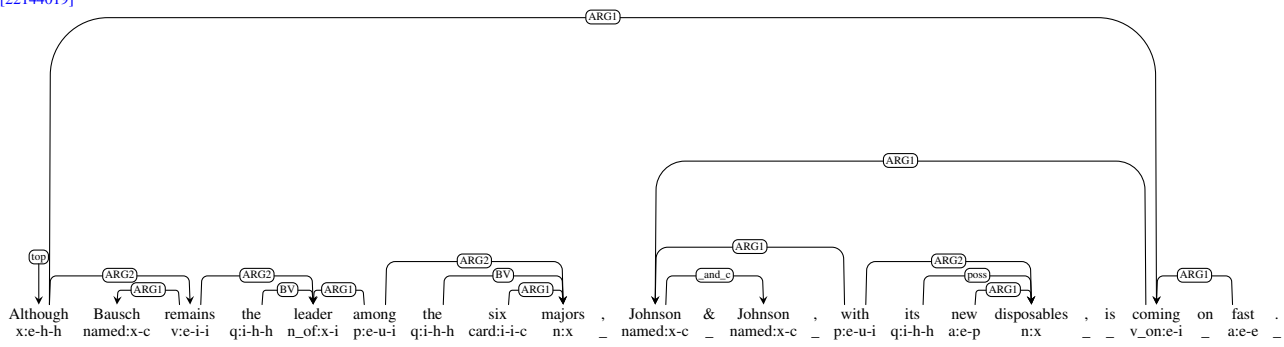 [22144019]
ARG1
ARG1
top
ARG2 ARG1 ARG2 BV ARG1 ARG2 BV ARG1 ARG1 _and_c ARG2 poss ARG1 ARG1
Although Bausch remains the leader among the six majors , Johnson & Johnson , with its new disposables , is coming on fast .
x:e-h-h named:x-c v:e-i-i q:i-h-h n_of:x-i p:e-u-i q:i-h-h card:i-i-c n:x _ named:x-c _ named:x-c _ p:e-u-i q:i-h-h a:e-p n:x _ _ v_on:e-i _ a:e-e _